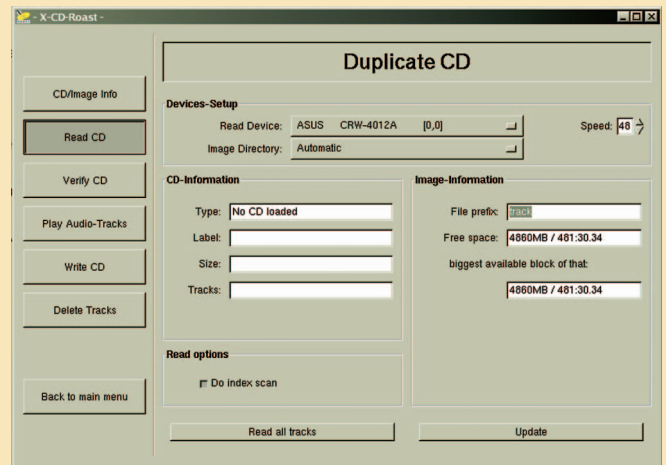 - X-CD-Roast -
Duplicate CD
CD/Image Info
Read CD
Verify CD
Play Audio-Tracks
Write CD
Delete Tracks
Back to main menu
Devices-Setup
Read Device: ASUS CRW-4012A [0,0] Speed: 48
Image Directory: Automatic
CD-Information
Type: No CD loaded
Label:
Size:
Tracks:
Image-Information
File prefix: track
Free space: 4860MB / 481:30.34
biggest available block of that:
4860MB / 481:30.34
Read options
Do index scan
Read all tracks
Update